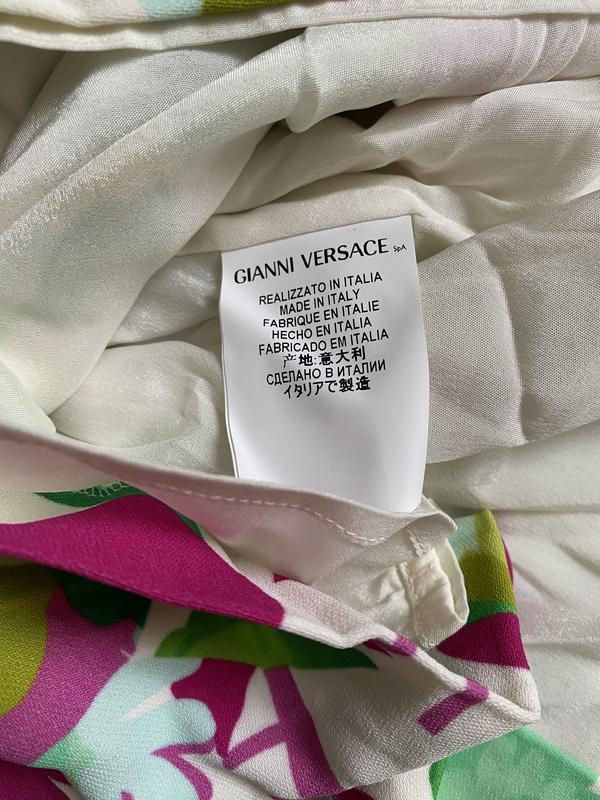 GIANNI VERSACE SpA
REALIZZATO IN ITALIA
MADE IN ITALY
FABRIQUE EN ITALIE
HECHO EN ITALIA
FABRICADO EM ITALIA
产地:意大利
СДЕЛАНО В ИТАЛИИ
イタリアで製造